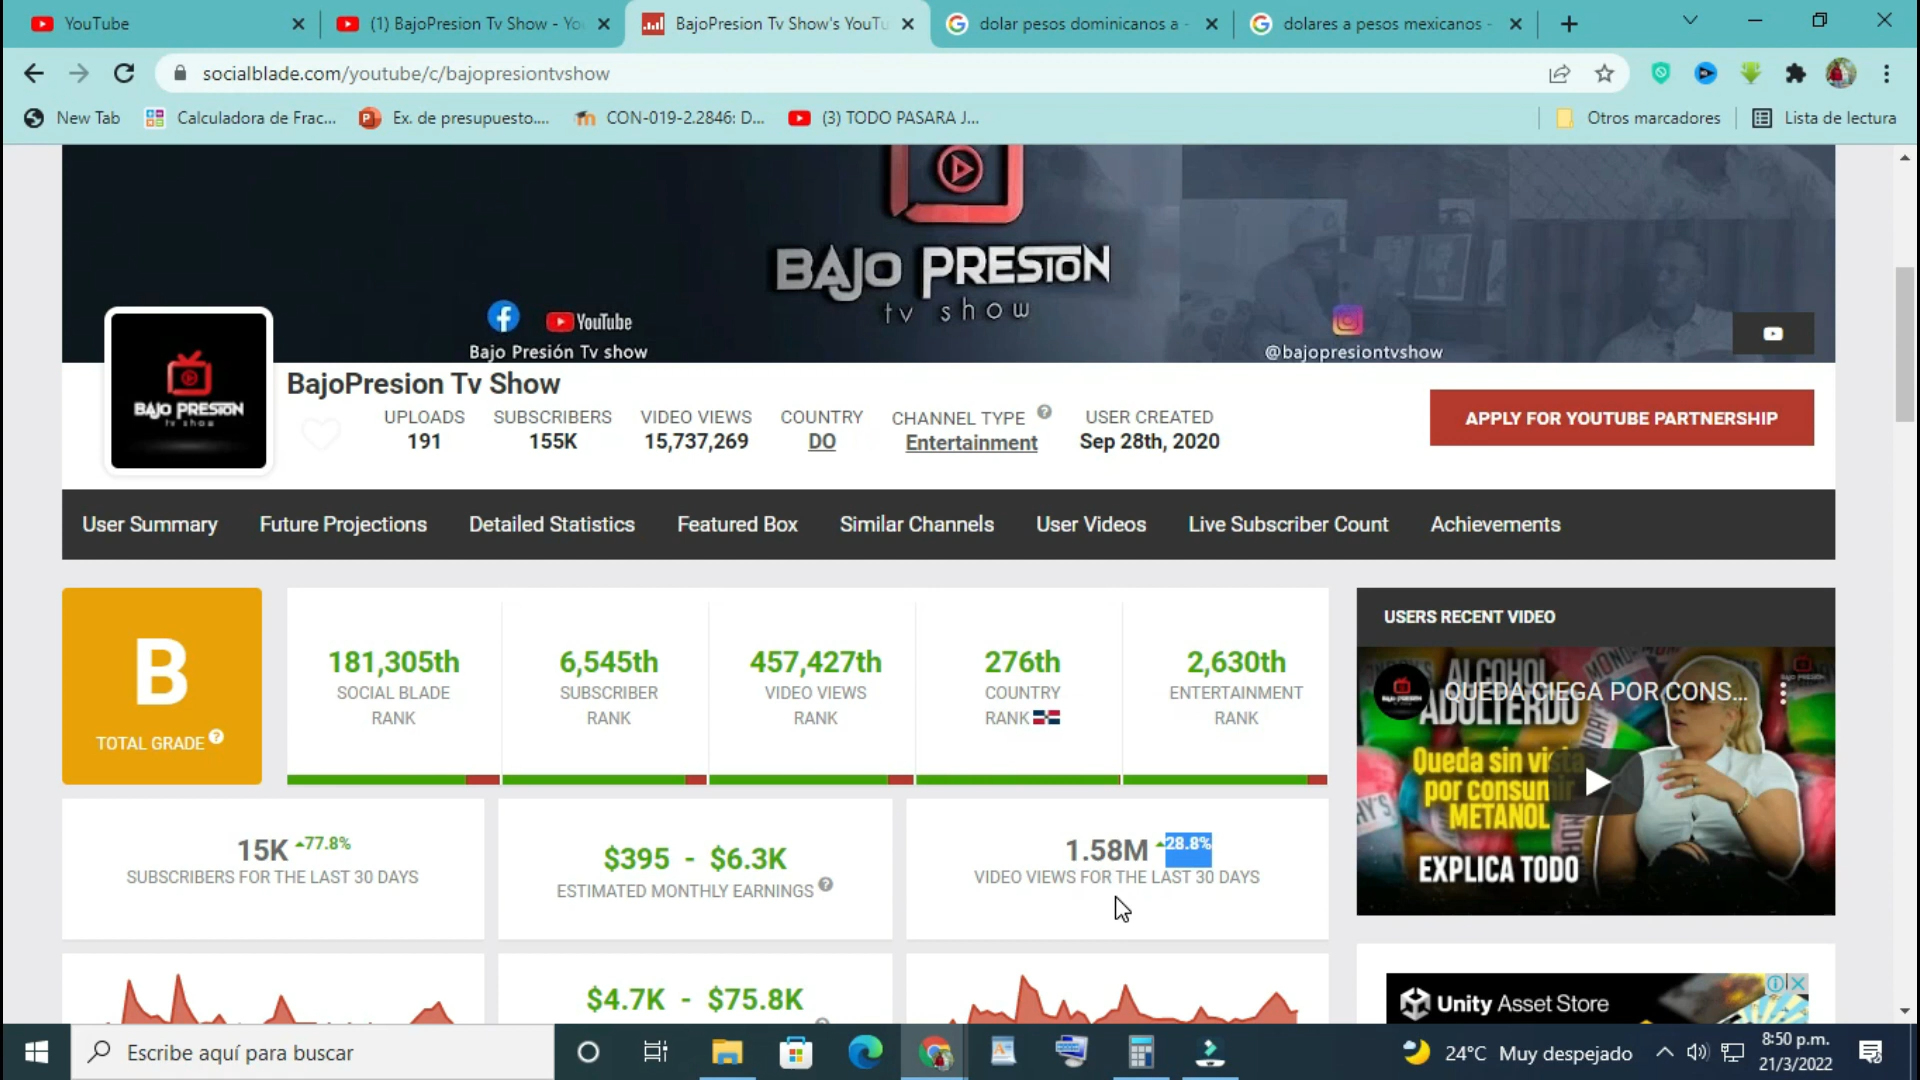 YouTube
(1) BajoPresion Tv Show - Yo
BajoPresion Tv Show's YouTu
dolar pesos dominicanos a -
dolares a pesos mexicanos -
socialblade.com/youtube/c/bajopresiontvshow
New Tab
Calculadora de Frac...
Ex. de presupuesto....
CON-019-2.2846: D...
(3) TODO PASARA J...
Otros marcadores
Lista de lectura
BAJO PRESION
tv show
YouTube
Bajo Presión Tv show
@bajopresiontvshow
BAJO PRESION
tv show
BajoPresion Tv Show
UPLOADS
191
SUBSCRIBERS
155K
VIDEO VIEWS
15,737,269
COUNTRY
DO
CHANNEL TYPE
Entertainment
USER CREATED
Sep 28th, 2020
APPLY FOR YOUTUBE PARTNERSHIP
User Summary
Future Projections
Detailed Statistics
Featured Box
Similar Channels
User Videos
Live Subscriber Count
Achievements
B
TOTAL GRADE
181,305th
SOCIAL BLADE
RANK
6,545th
SUBSCRIBER
RANK
457,427th
VIDEO VIEWS
RANK
276th
COUNTRY
RANK
2,630th
ENTERTAINMENT
RANK
USERS RECENT VIDEO
QUEDA CIEGA POR CONS...
ALCOHOL
ADULTERDO
Queda sin vis
por consumir
METANOL
EXPLICA TODO
15K 77.8%
SUBSCRIBERS FOR THE LAST 30 DAYS
$395 - $6.3K
ESTIMATED MONTHLY EARNINGS
1.58M 28.8%
VIDEO VIEWS FOR THE LAST 30 DAYS
$4.7K - $75.8K
Unity Asset Store
Escribe aquí para buscar
24°C Muy despejado
8:50 p.m.
21/3/2022